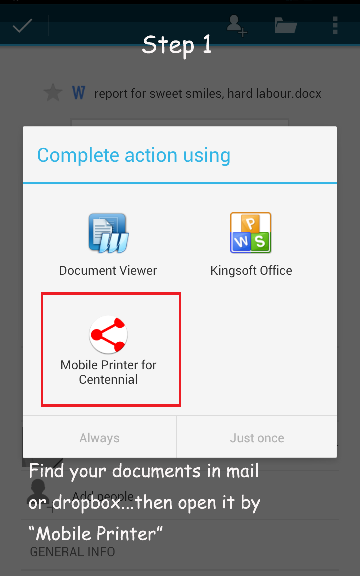 Step 1
W report for sweet smiles, hard labour.docx
Complete action using
Document Viewer
P
W S
Kingsoft Office
Mobile Printer for
Centennial
Always
Just once
Find your documents in mail
Add people
or dropbox...then open it by
“Mobile Printer”
GENERAL INFO